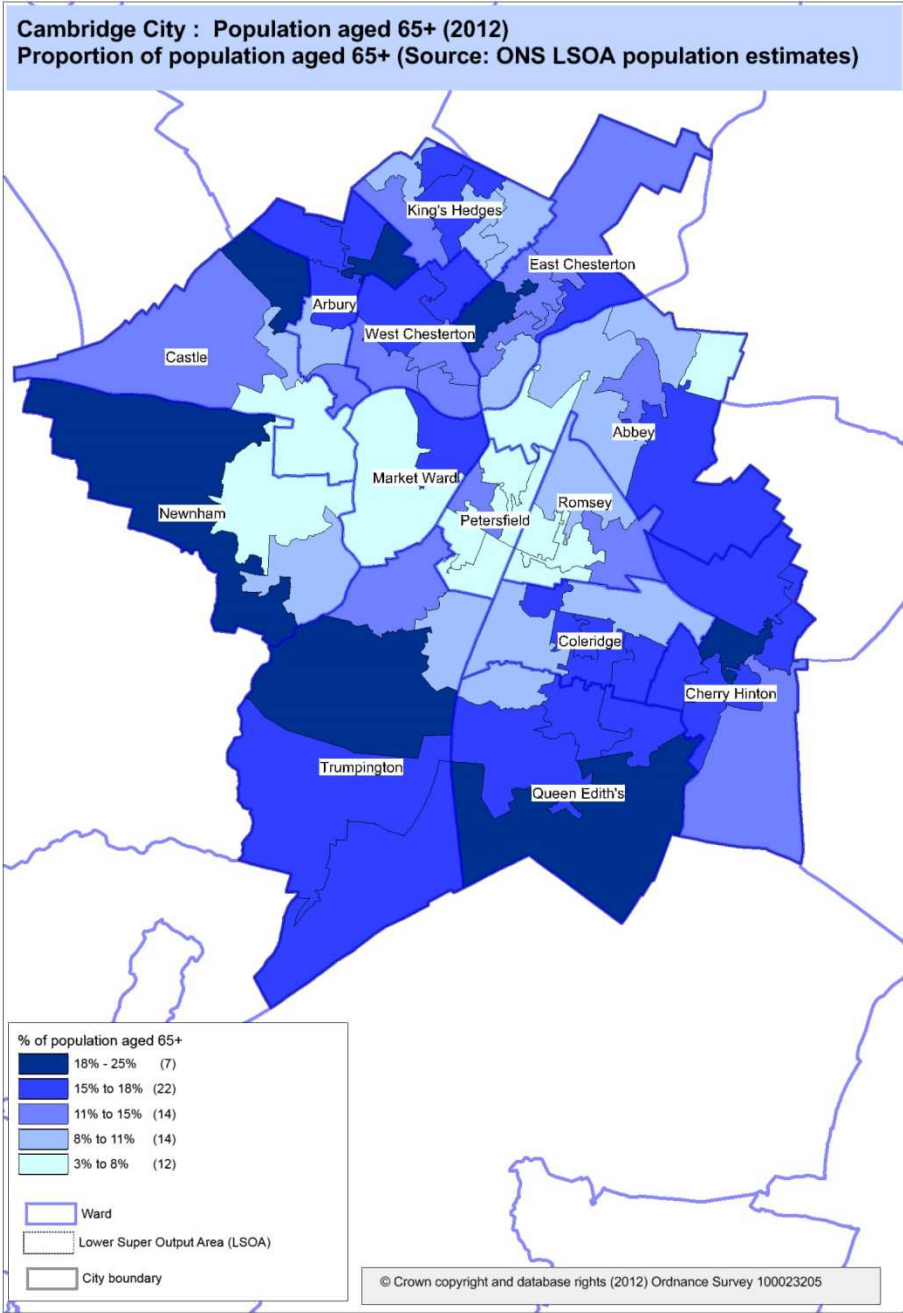 Cambridge City :  Population aged 65+ (2012)
Proportion of population aged 65+ (Source: ONS LSOA population estimates)
King's Hedges
East Chesterton
Arbury
West Chesterton
Castle
Abbey
Market Ward
Romsey
Newnham
Petersfield
Coleridge
Cherry Hinton
Trumpington
Queen Edith's
% of population aged 65+
18% - 25% (7)
15% to 18% (22)
11% to 15% (14)
8% to 11% (14)
3% to 8% (12)
Ward
Lower Super Output Area (LSOA)
City boundary
© Crown copyright and database rights (2012) Ordnance Survey 100023205